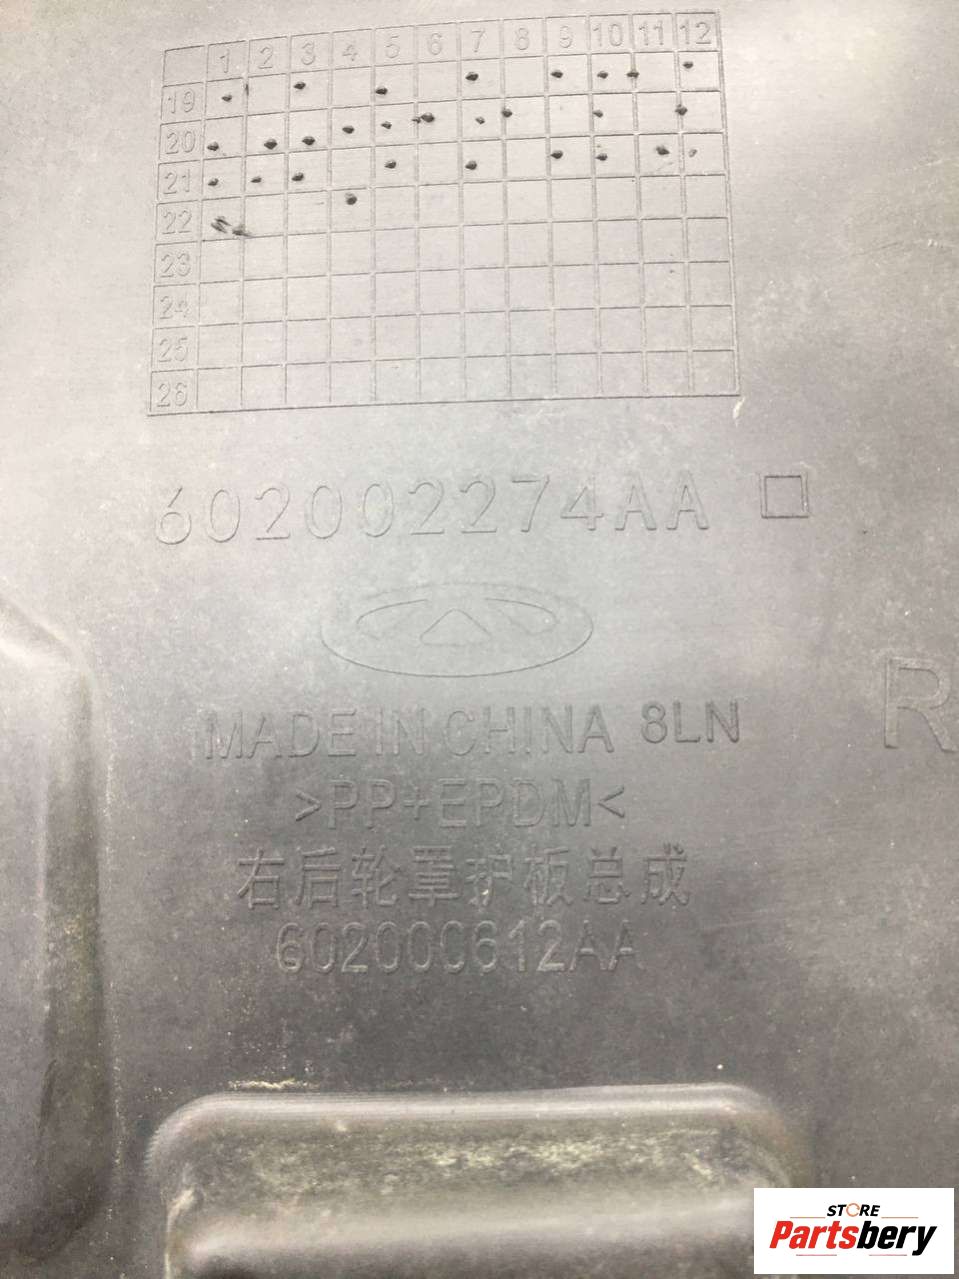 1 2 3 4 5 6 7 8 9 10 11 12
19
20
21
22
23
24
25
26
602002274AA
MADE IN CHINA 8LN
>PP+EPDM<
右后轮罩护板总成
602000612AA
R
STORE
Partsbery